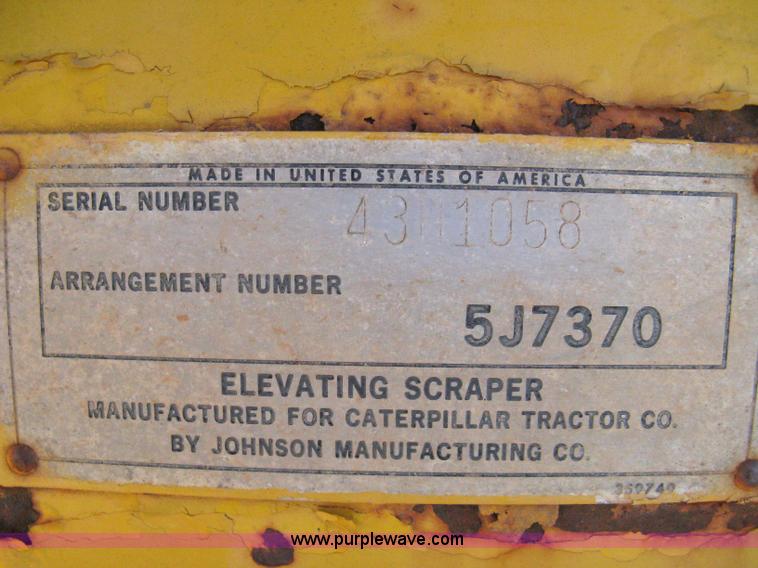 MADE IN UNITED STATES OF AMERICA
SERIAL NUMBER 43H1058
ARRANGEMENT NUMBER
5J7370
ELEVATING SCRAPER
MANUFACTURED FOR CATERPILLAR TRACTOR CO.
BY JOHNSON MANUFACTURING CO.
www.purplewave.com